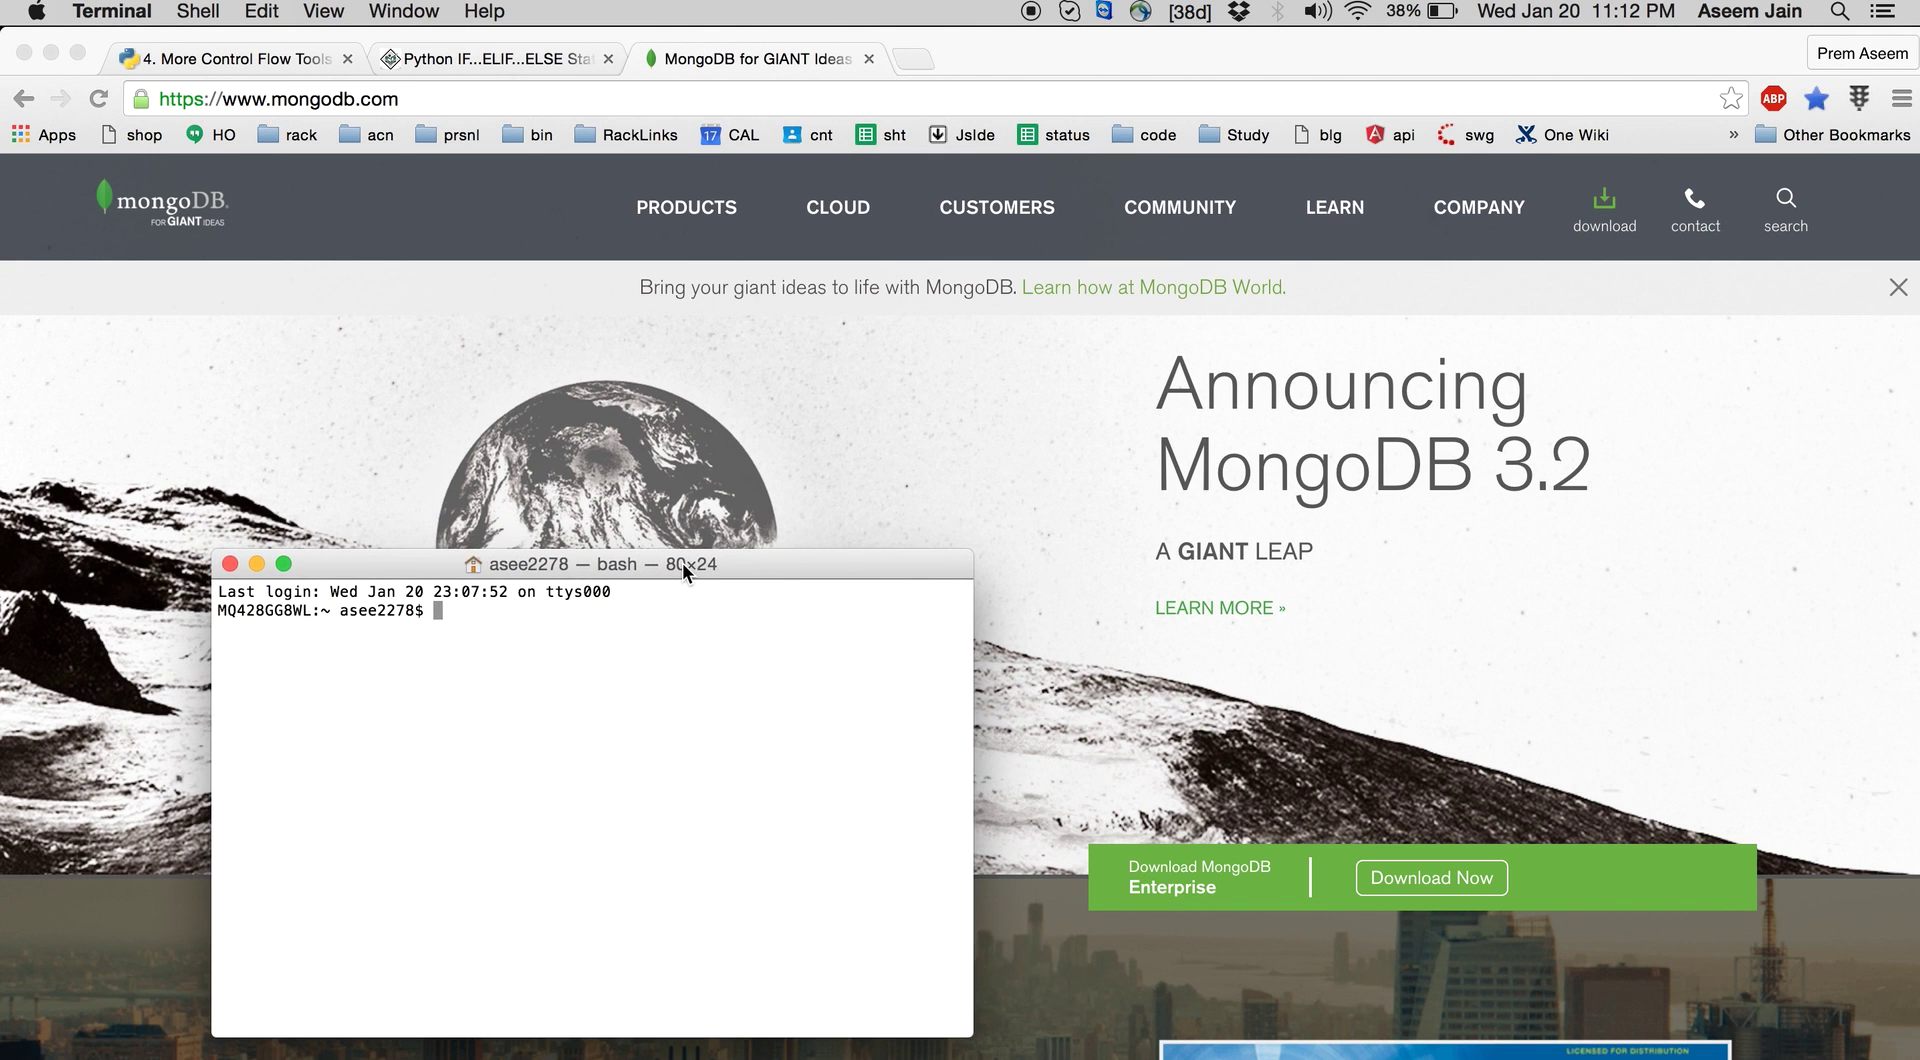 Terminal Shell Edit View Window Help [38d] 38% Wed Jan 20 11:12 PM Aseem Jain
4. More Control Flow Tools Python IF...ELIF...ELSE Stat MongoDB for GIANT Ideas Prem Aseem
https://www.mongodb.com ABP
Apps shop HO rack acn prsnl bin RackLinks 17 CAL cnt sht JsIde status code Study blg api swg One Wiki » Other Bookmarks
mongoDB. PRODUCTS CLOUD CUSTOMERS COMMUNITY LEARN COMPANY download contact search
FOR GIANT IDEAS
Bring your giant ideas to life with MongoDB. Learn how at MongoDB World.
Announcing
MongoDB 3.2
A GIANT LEAP
LEARN MORE »
asee2278 — bash — 80×24
Last login: Wed Jan 20 23:07:52 on ttys000
MQ428GG8WL:~ asee2278$
Download MongoDB
Enterprise
Download Now
LICENSED FOR DISTRIBUTION